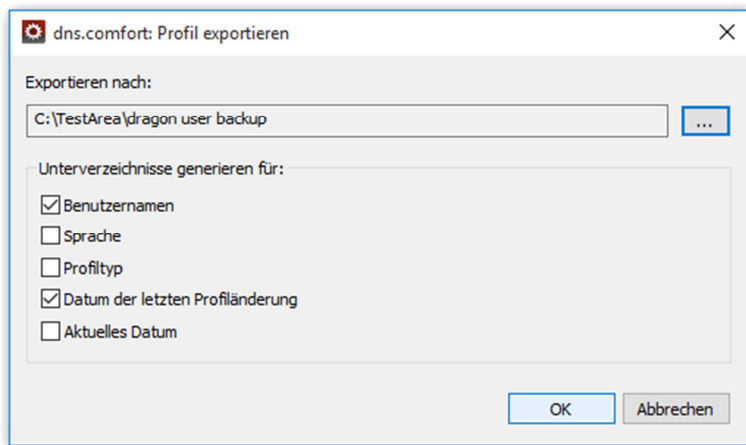 dns.comfort: Profil exportieren
Exportieren nach:
C:\TestArea\dragon user backup
...
Unterverzeichnisse generieren für:
Benutzernamen
Sprache
Profiltyp
Datum der letzten Profiländerung
Aktuelles Datum
OK Abbrechen